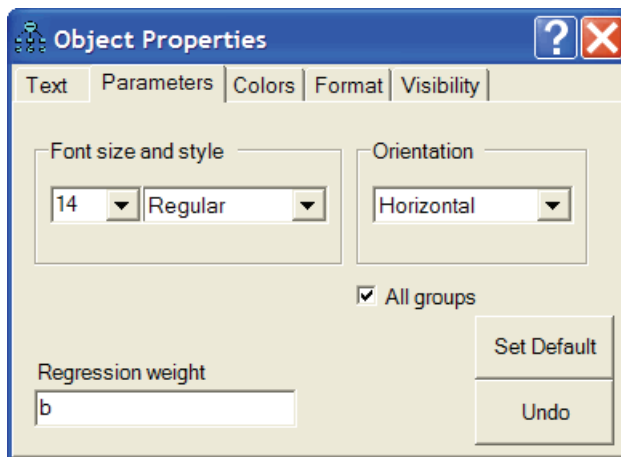 Object Properties
Text Parameters Colors Format Visibility
Font size and style Orientation
14 Regular Horizontal
All groups
Set Default
Regression weight
b
Undo